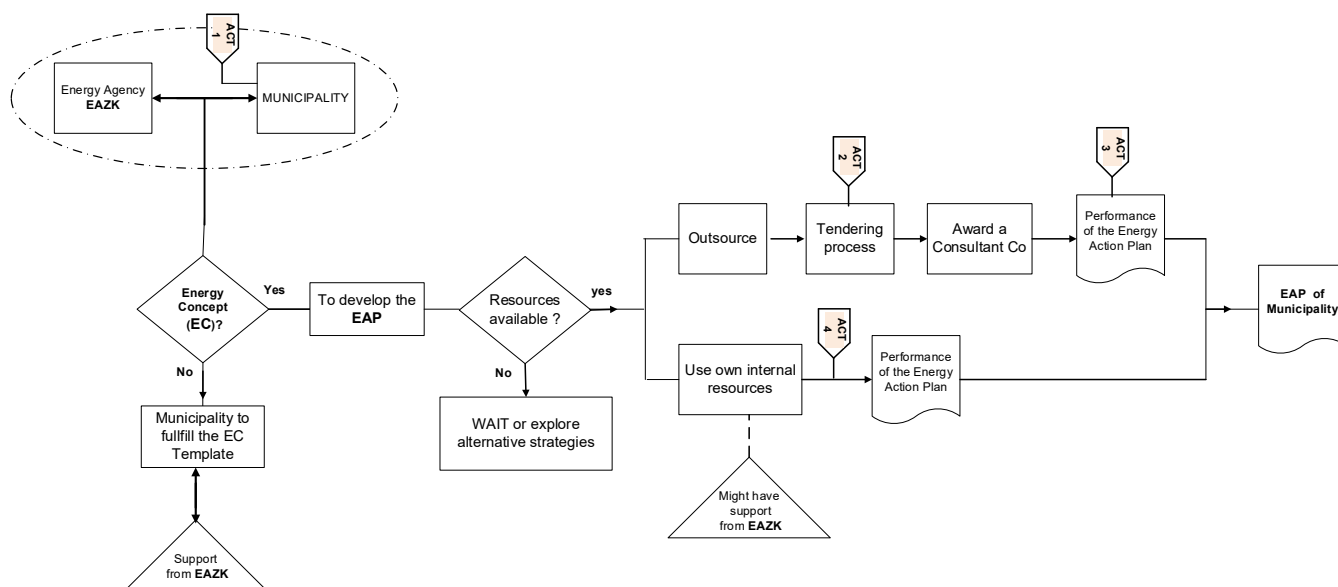 ACT
1
Energy Agency
EAZK
MUNICIPALITY
ACT
2
ACT
3
Outsource
Tendering
process
Award a
Consultant Co
Performance
of the Energy
Action Plan
Energy
Concept
(EC)?
Yes
To develop the
EAP
Resources
available ?
yes
EAP of
Municipality
ACT
4
No
No
Use own internal
resources
Performance
of the Energy
Action Plan
Municipality to
fullfill the EC
Template
WAIT or explore
alternative strategies
Might have
support
from EAZK
Support
from EAZK